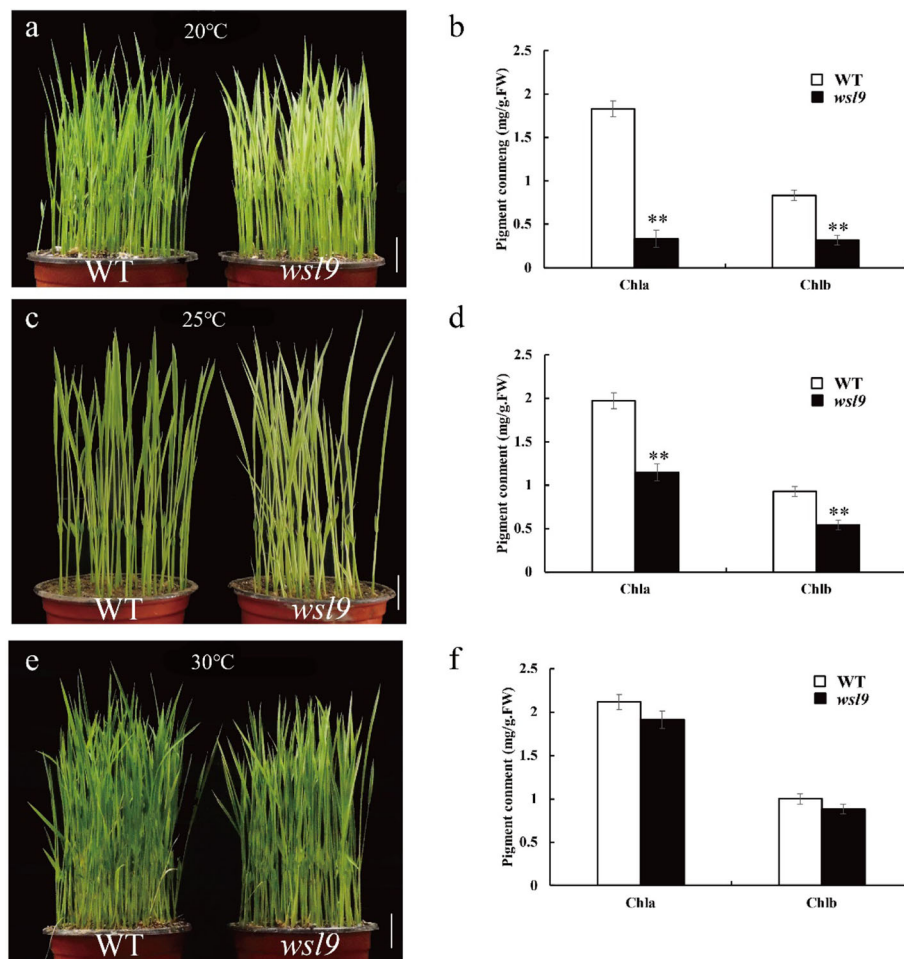 a
20℃
WT
wsl9
b
Pigment conmeng (mg/g.FW)
2.5
2
1.5
1
0.5
0
WT
wsl9
**
**
Chla
Chlb
c
25℃
WT
wsl9
d
Pigment conment (mg/g.FW)
2.5
2
1.5
1
0.5
0
WT
wsl9
**
**
Chla
Chlb
e
30℃
WT
wsl9
f
Pigment conment (mg/g.FW)
2.5
2
1.5
1
0.5
0
WT
wsl9
Chla
Chlb